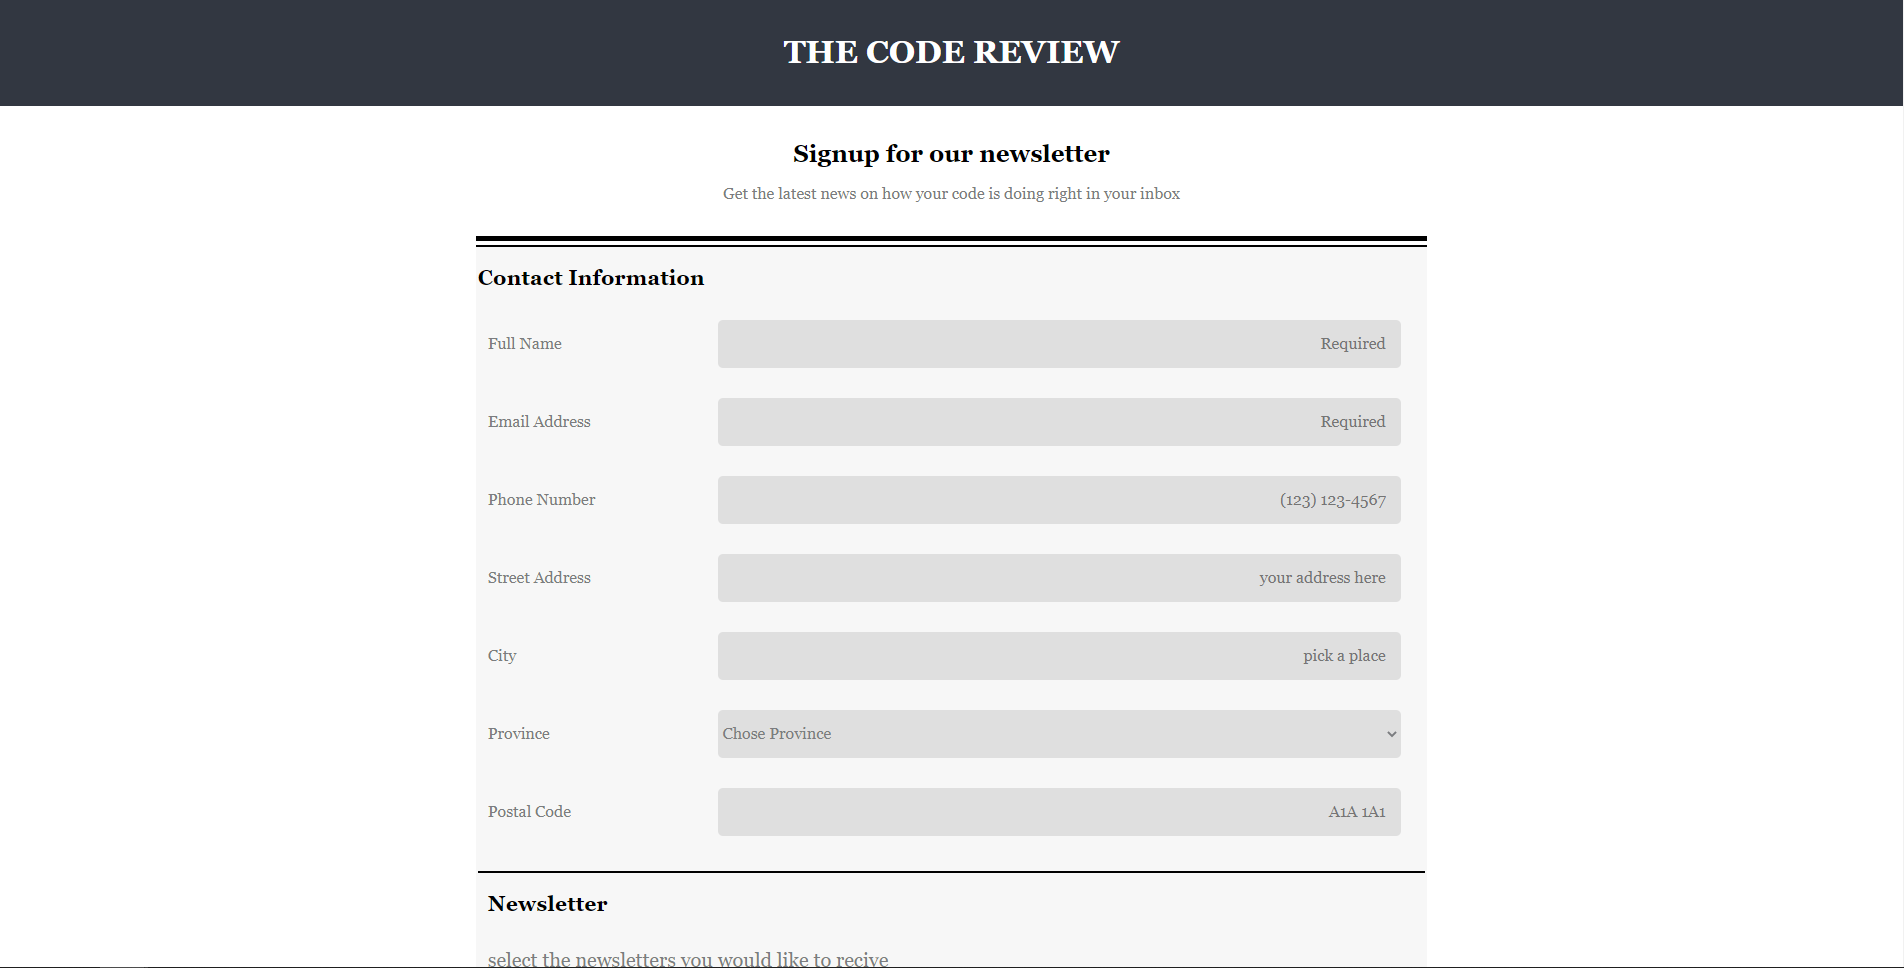 THE CODE REVIEW
Signup for our newsletter
Get the latest news on how your code is doing right in your inbox
Contact Information
Full Name Required
Email Address Required
Phone Number (123) 123-4567
Street Address your address here
City pick a place
Province Chose Province
Postal Code A1A 1A1
Newsletter
select the newsletters you would like to recive